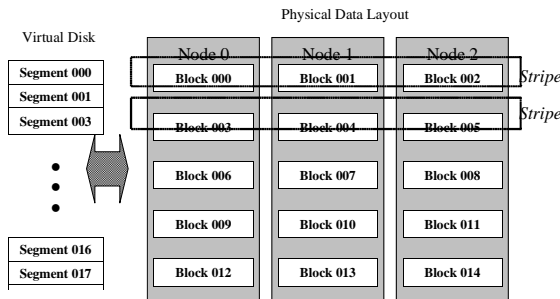 Physical Data Layout
Virtual Disk
Node 0 Node 1 Node 2
Segment 000
Segment 001
Segment 003
Segment 016
Segment 017
Block 000 Block 001 Block 002 Stripe
Block 003 Block 004 Block 005 Stripe
Block 006 Block 007 Block 008
Block 009 Block 010 Block 011
Block 012 Block 013 Block 014